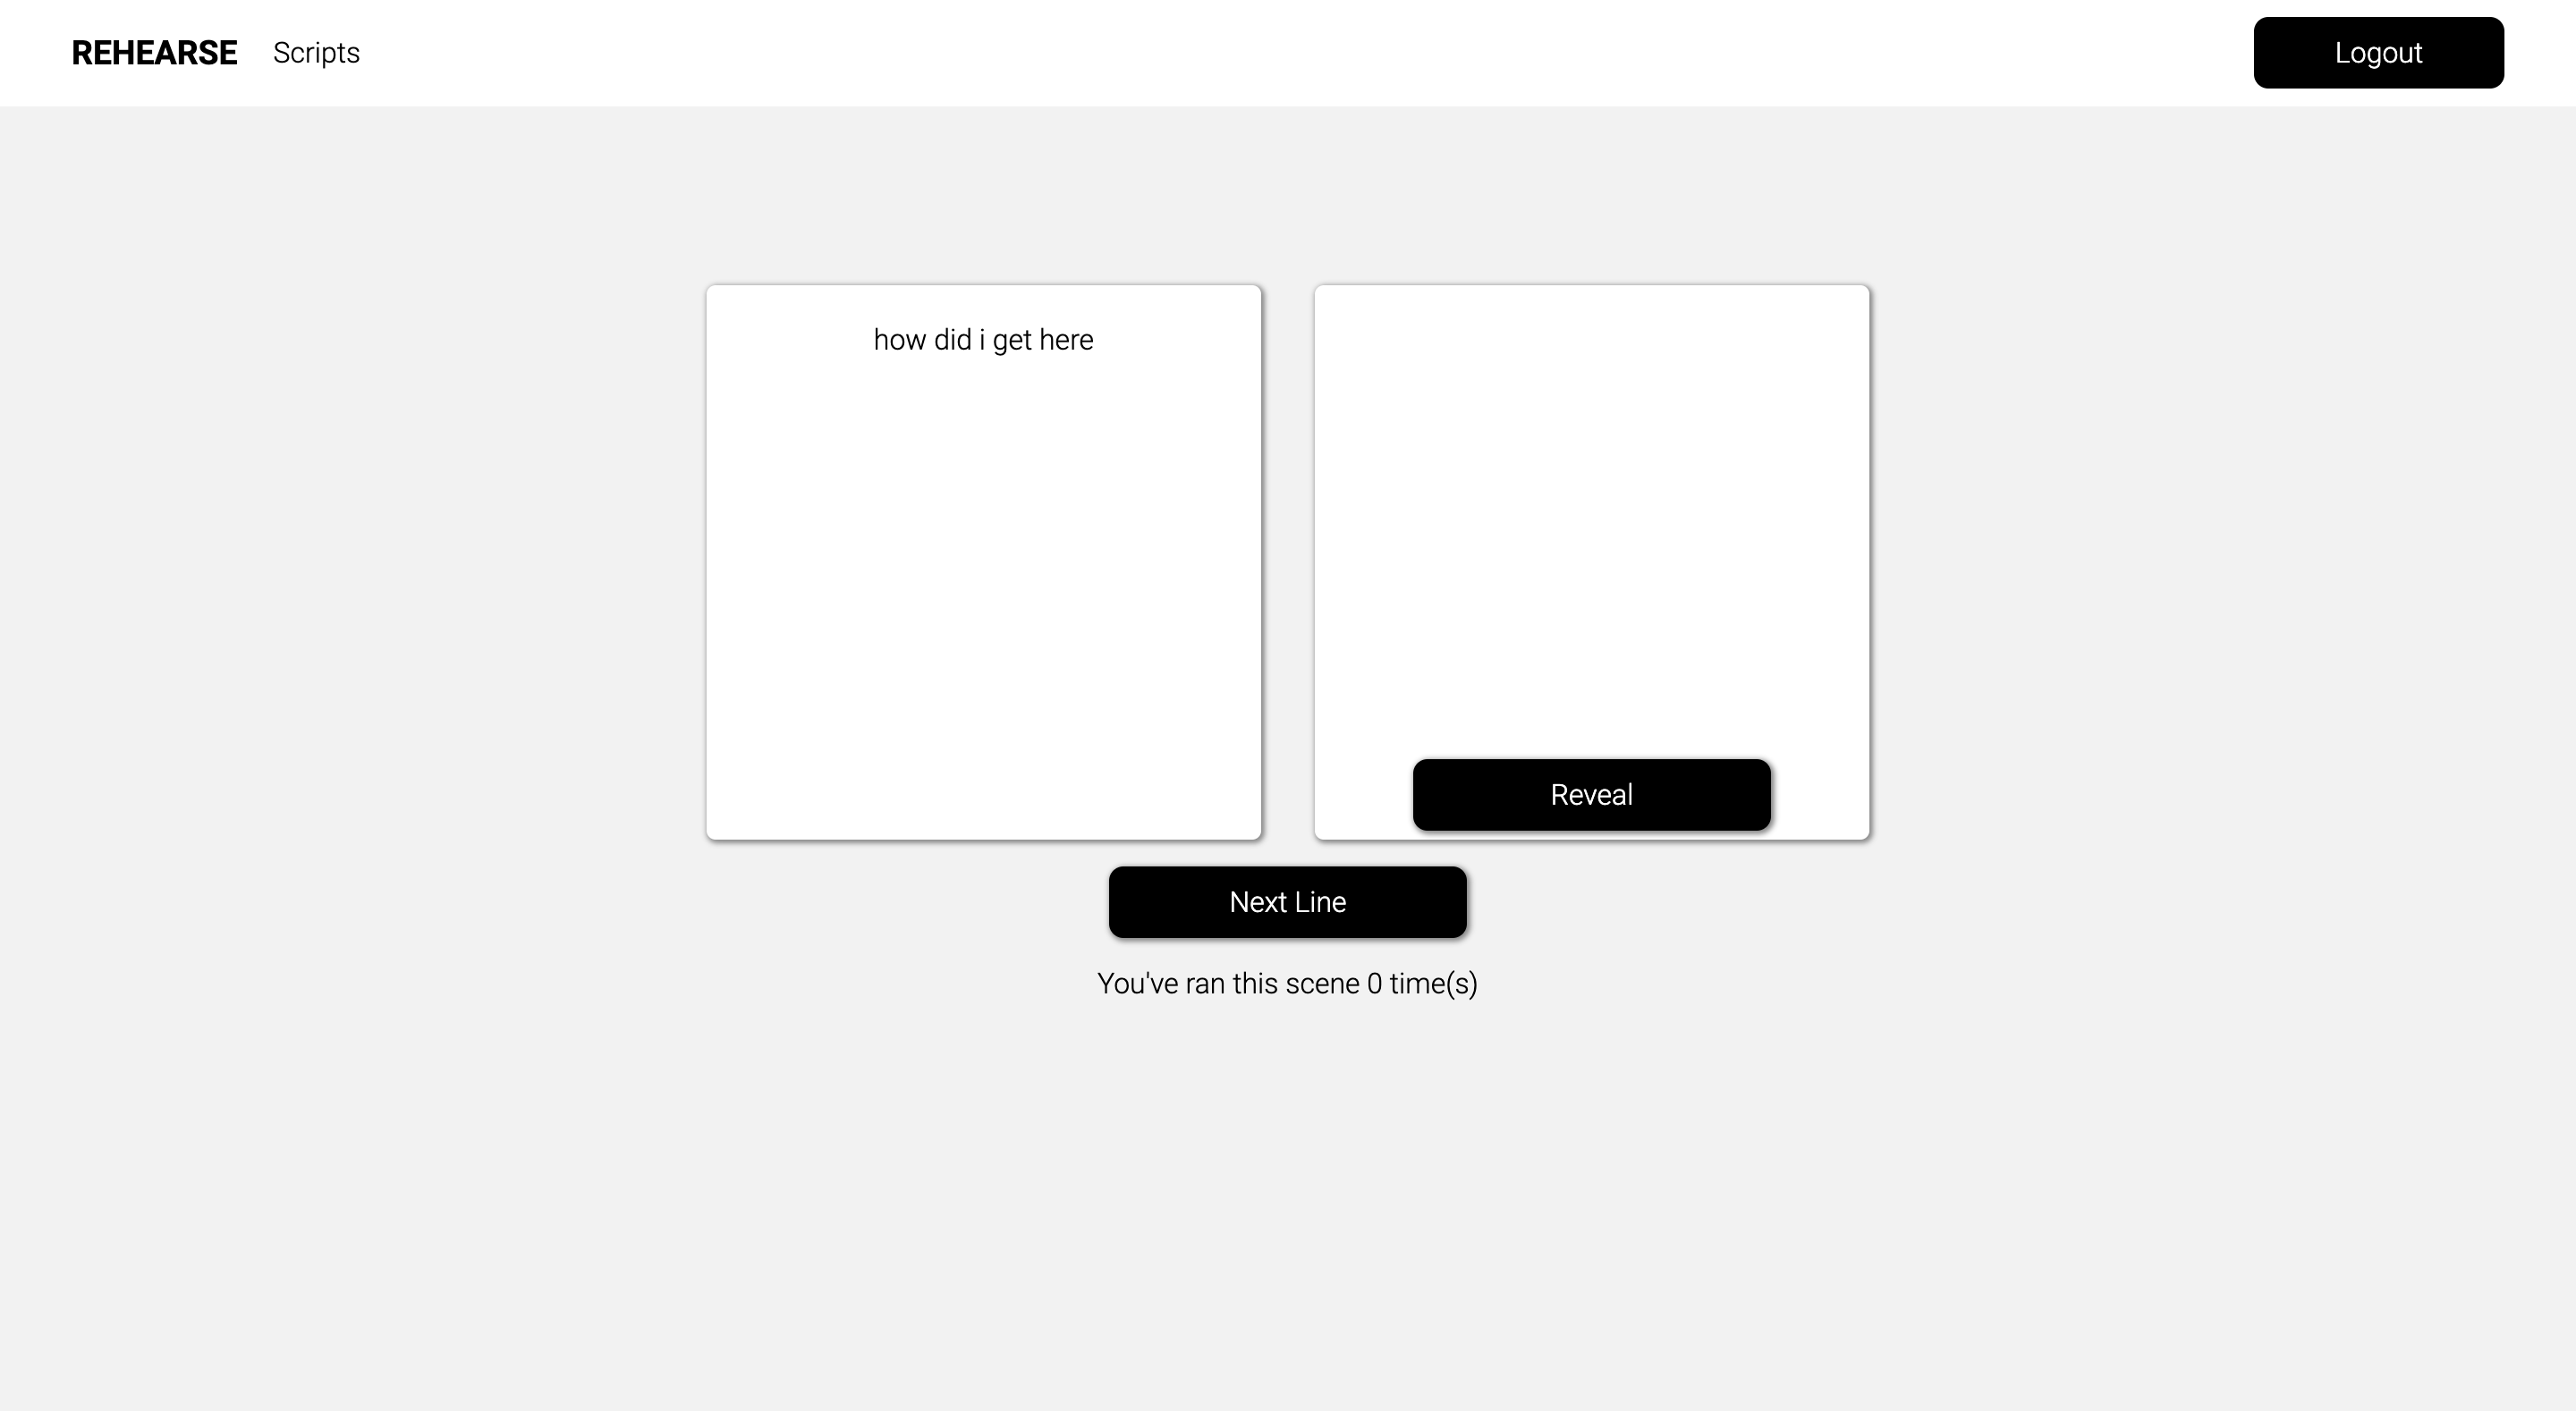 REHEARSE Scripts Logout
how did i get here
Reveal
Next Line
You've ran this scene 0 time(s)